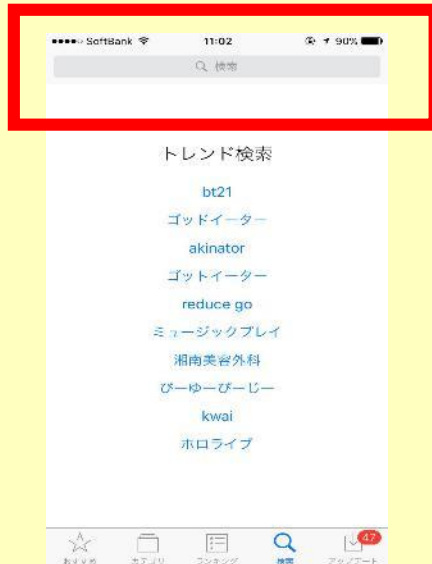 SoftBank 11:02 90%
検索
トレンド検索
bt21
ゴッドイーター
akinator
ゴットイーター
reduce go
ミュージックプレイ
湘南美容外科
びーゆーびーじー
kwai
ホロライブ
47
おすすめ カテゴリ ランキング 検索 アップデート